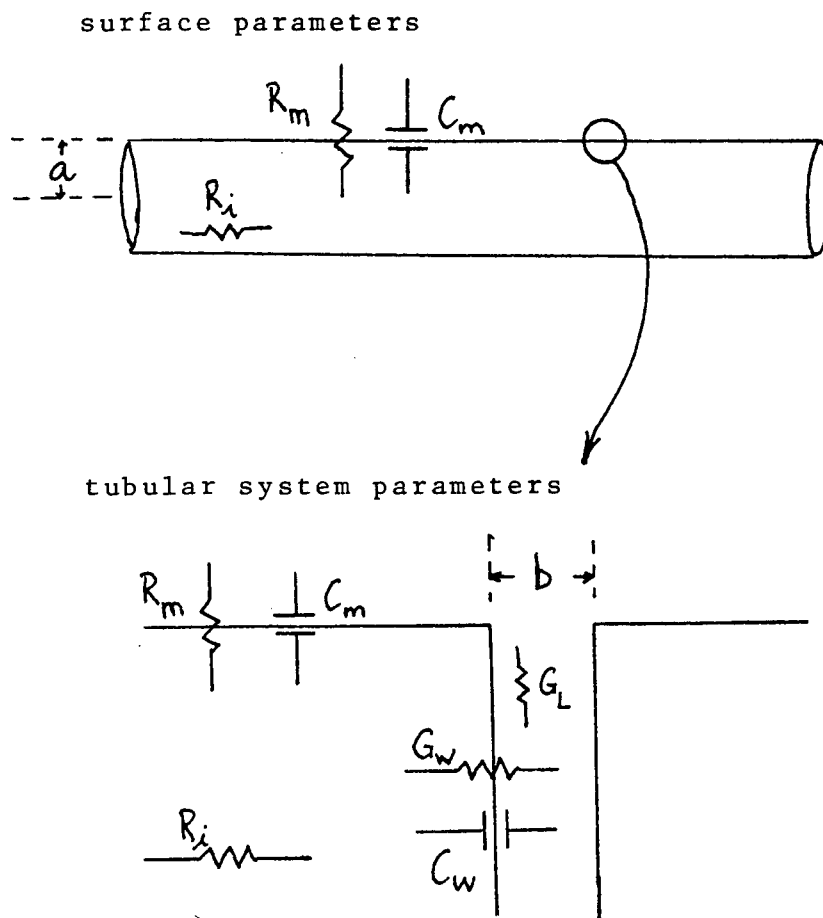 surface parameters
R_m
C_m
a
R_i
tubular system parameters
b
R_m
C_m
G_L
G_w
R_i
C_w